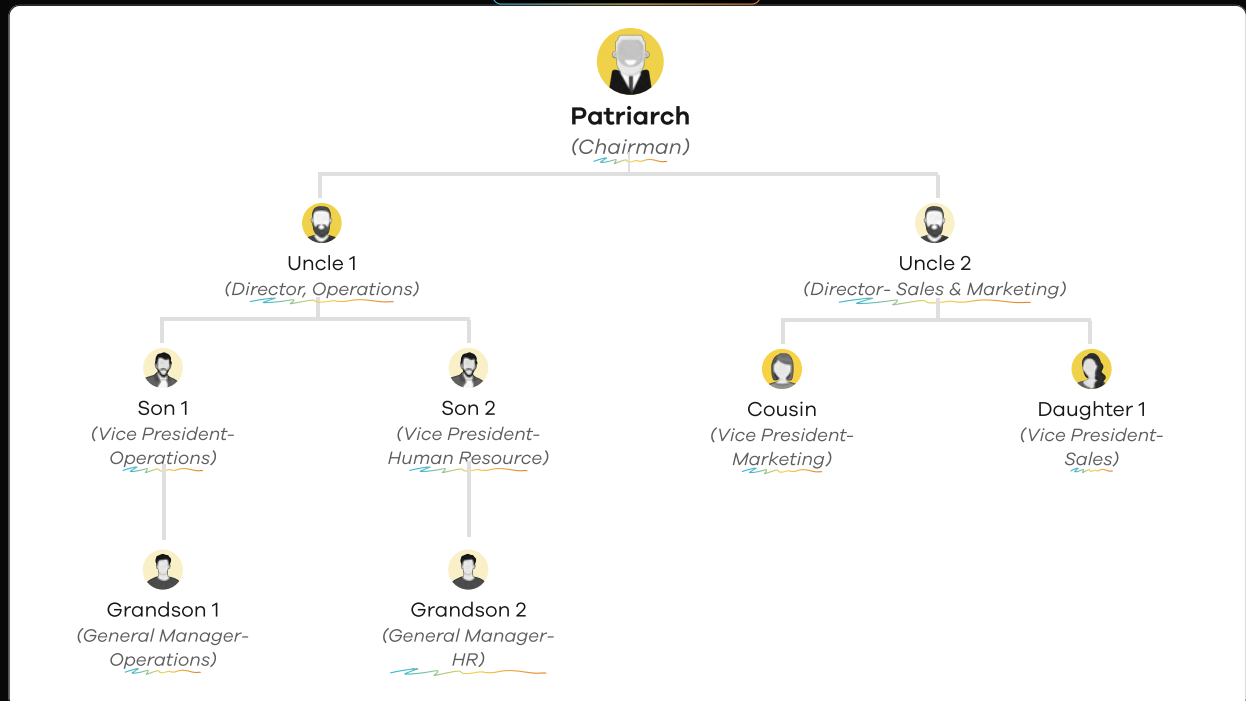 Patriarch
(Chairman)
Uncle 1
(Director, Operations)
Uncle 2
(Director- Sales & Marketing)
Son 1
(Vice President-
Operations)
Son 2
(Vice President-
Human Resource)
Cousin
(Vice President-
Marketing)
Daughter 1
(Vice President-
Sales)
Grandson 1
(General Manager-
Operations)
Grandson 2
(General Manager-
HR)